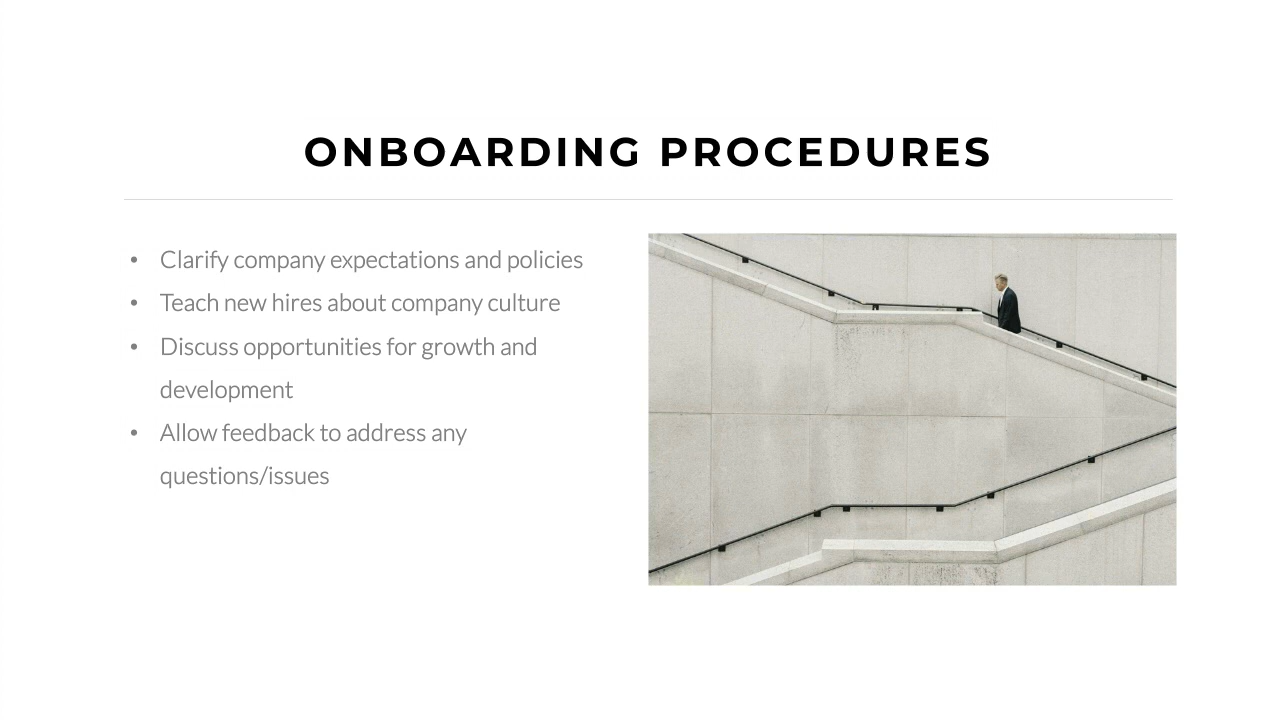 ONBOARDING PROCEDURES
• Clarify company expectations and policies
• Teach new hires about company culture
• Discuss opportunities for growth and
development
• Allow feedback to address any
questions/issues